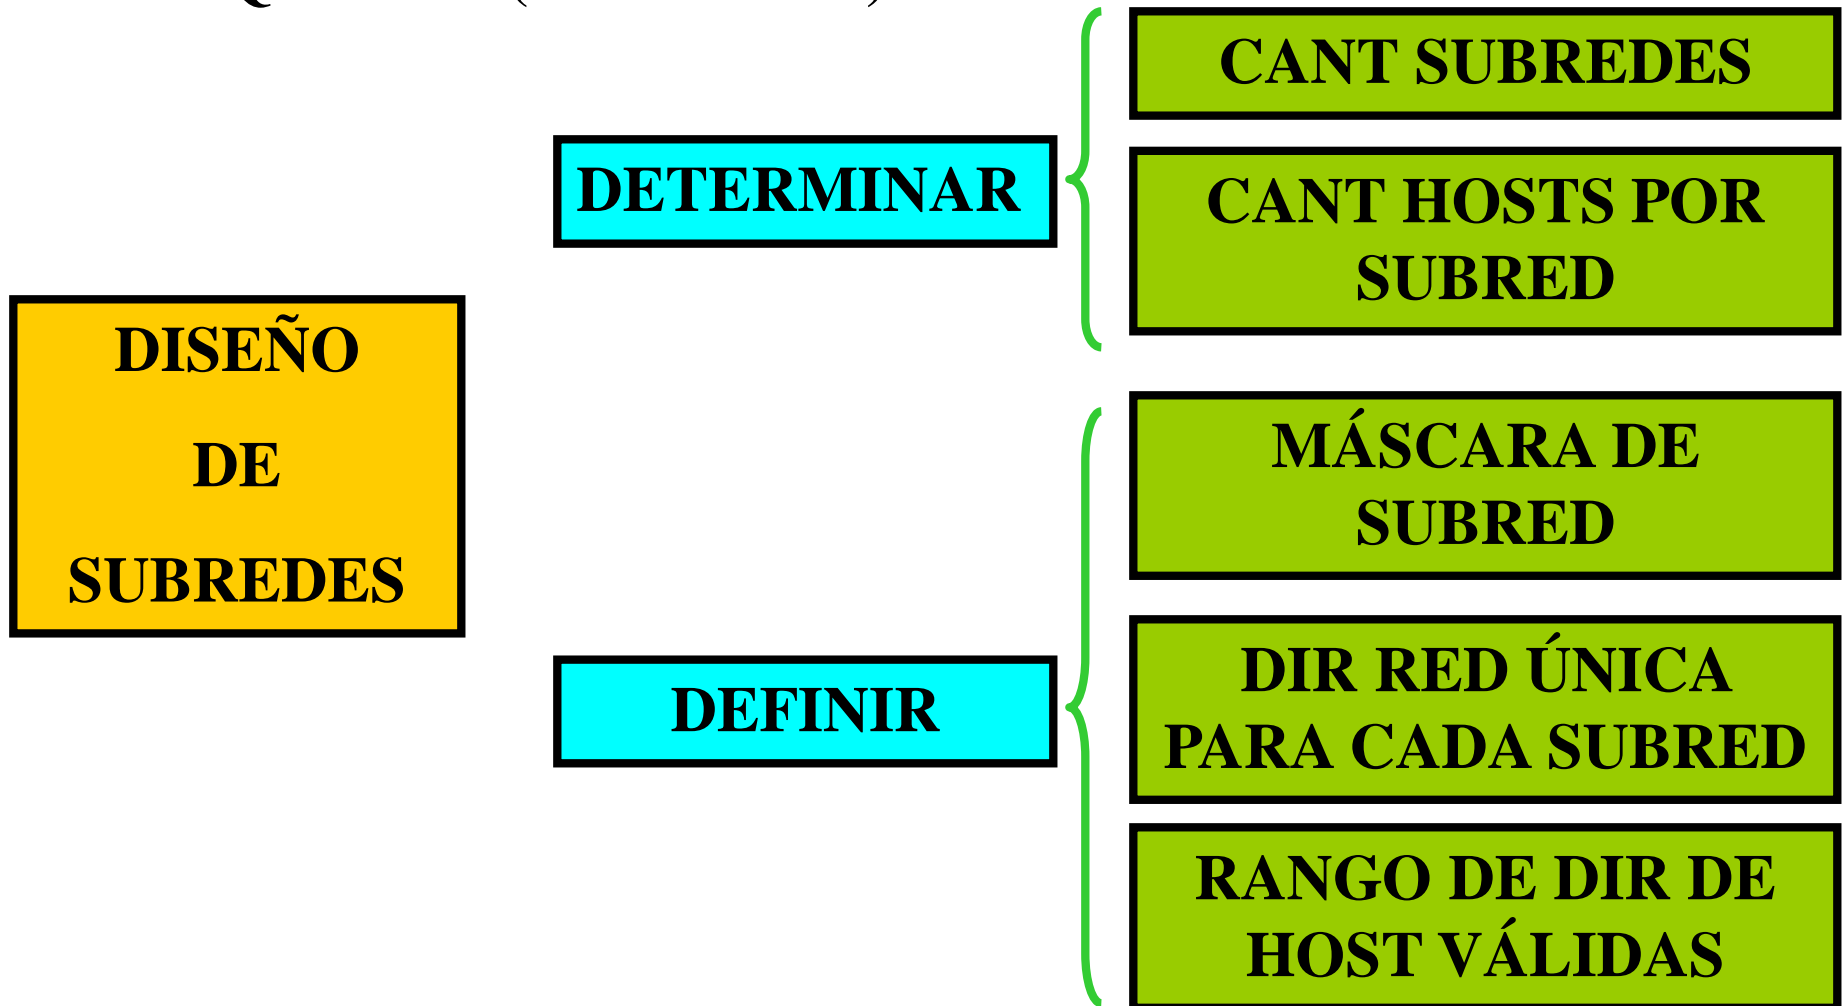 DISEÑO
DE
SUBREDES
DETERMINAR
CANT SUBREDES
CANT HOSTS POR
SUBRED
DEFINIR
MÁSCARA DE
SUBRED
DIR RED ÚNICA
PARA CADA SUBRED
RANGO DE DIR DE
HOST VÁLIDAS